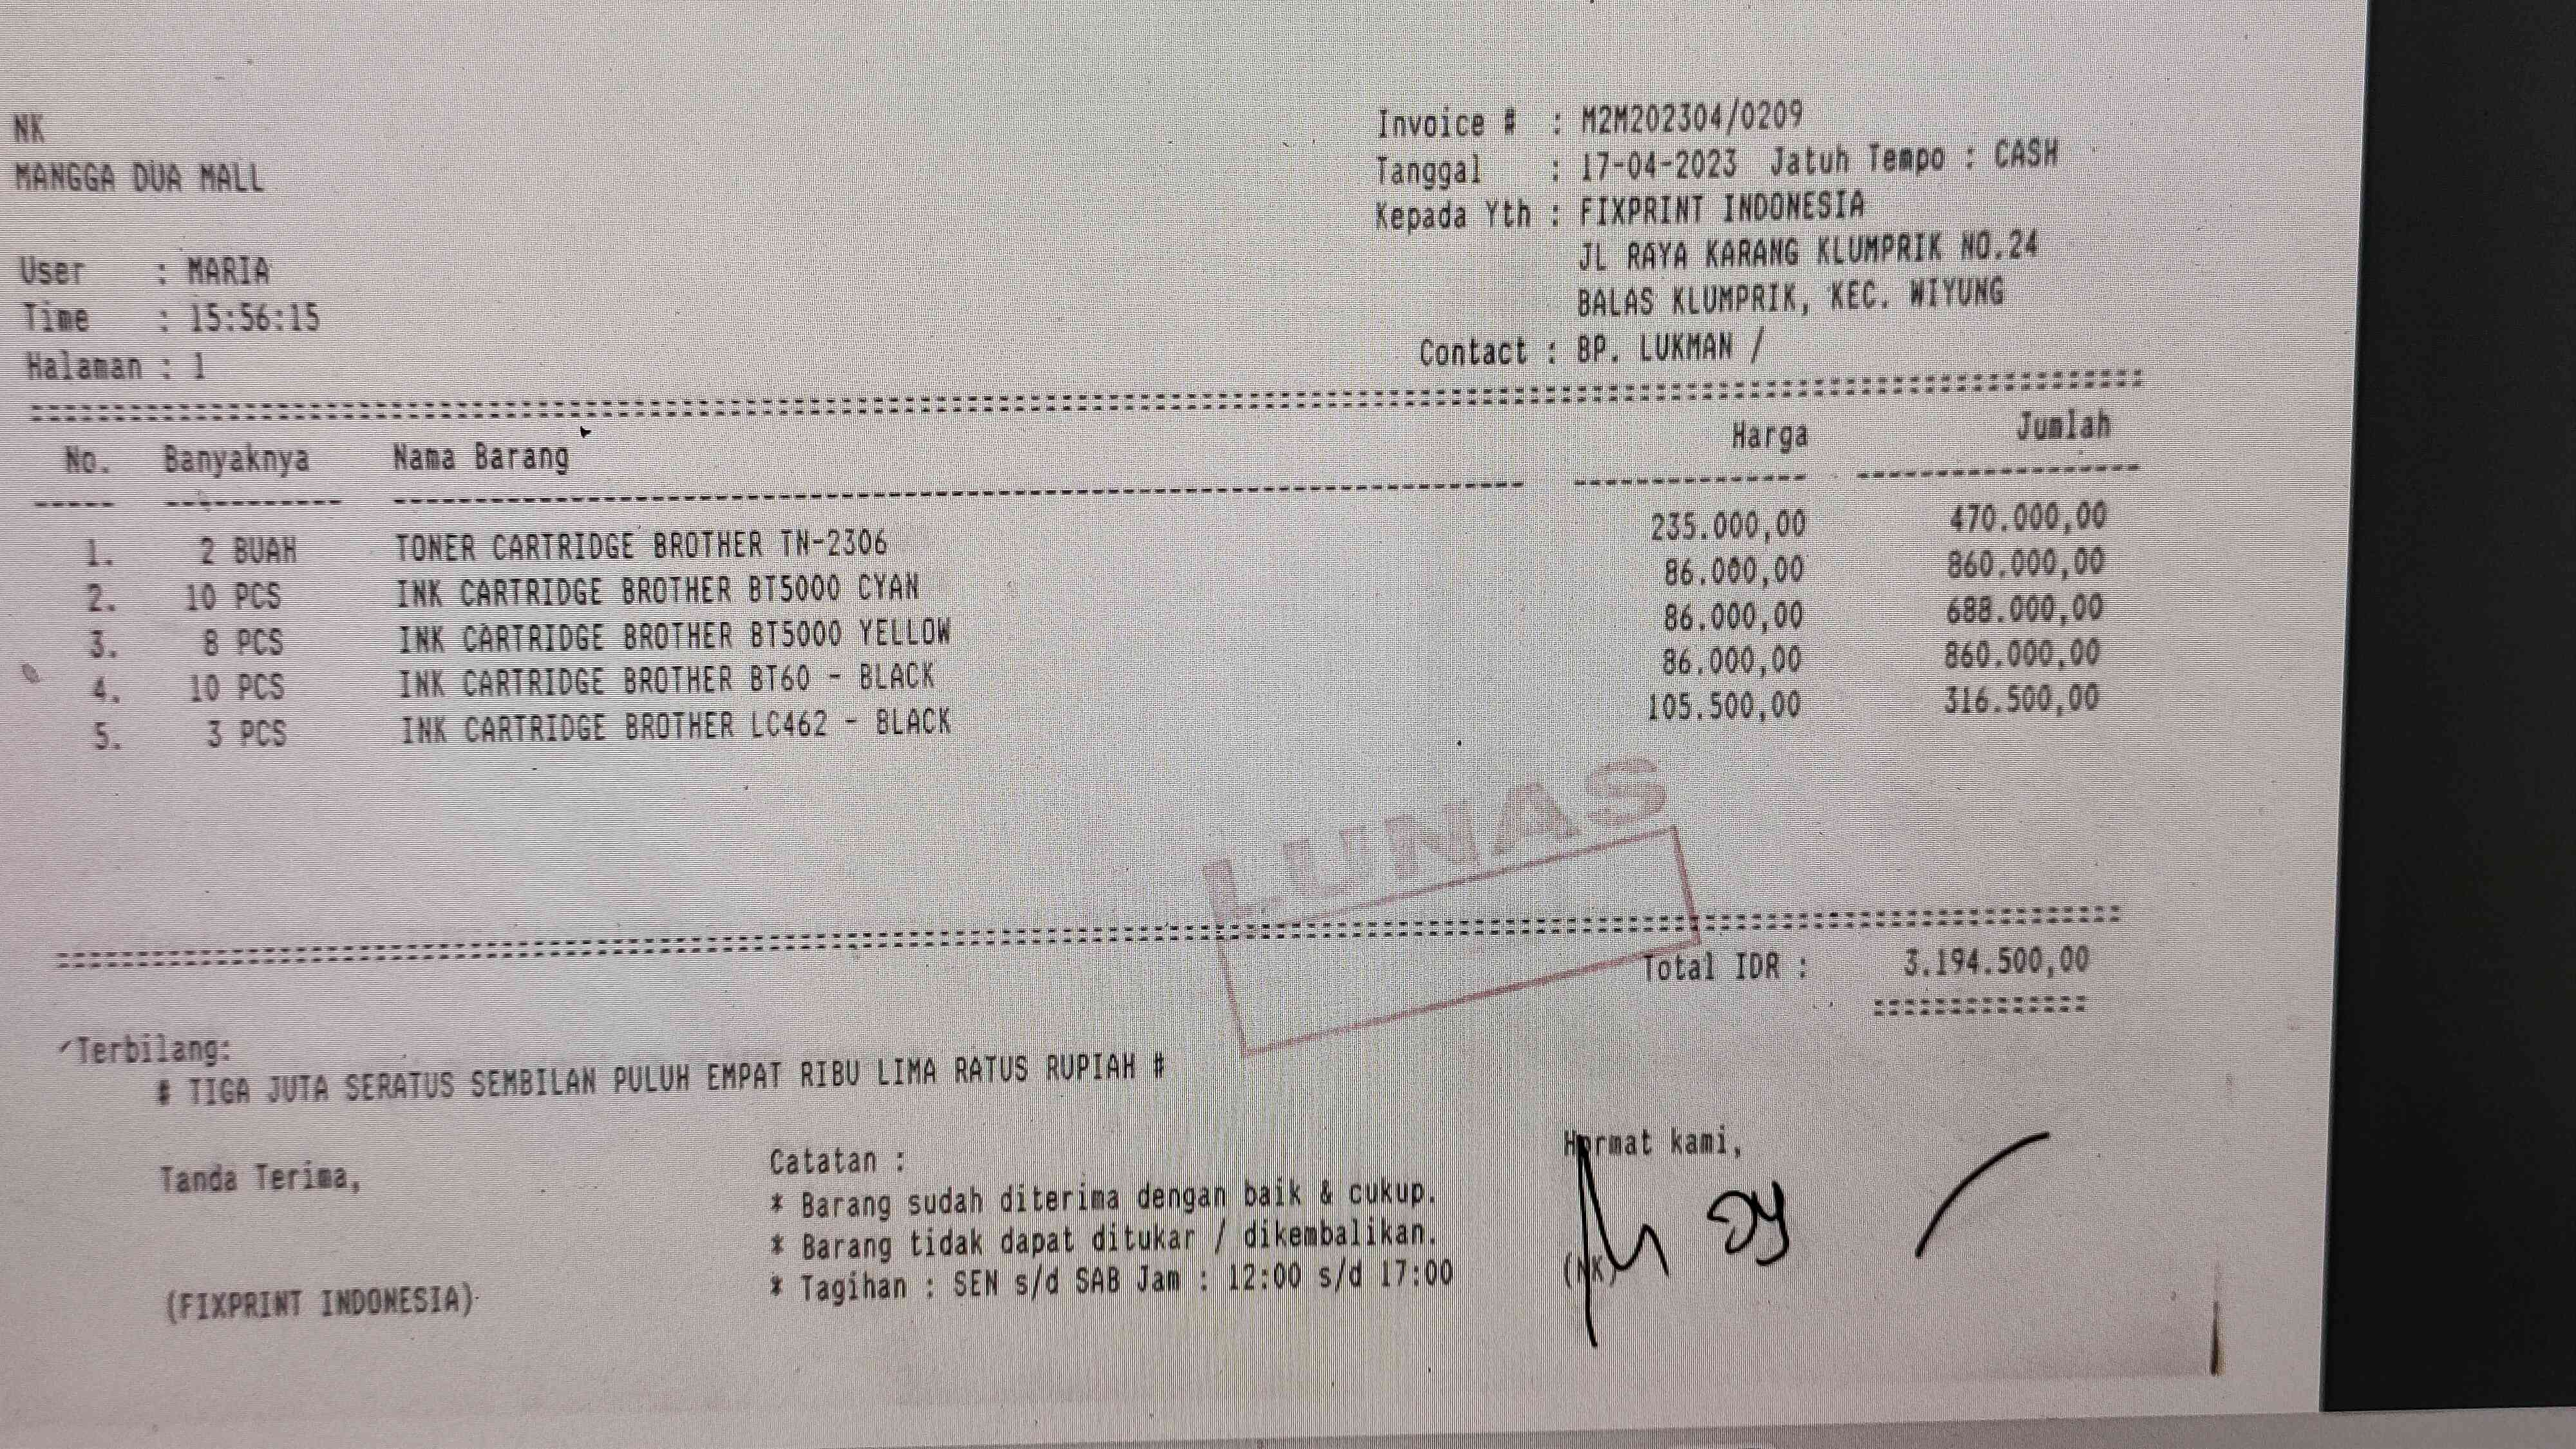 NK
MANGGA DUA MALL
User : MARIA
Time : 15:56:15
Halaman : 1
Invoice # : M2M202304/0209
Tanggal : 17-04-2023 Jatuh Tempo : CASH
Kepada Yth : FIXPRINT INDONESIA
JL RAYA KARANG KLUMPRIK NO.24
BALAS KLUMPRIK, KEC. WIYUNG
Contact : BP. LUKMAN /
No. Banyaknya Nama Barang Harga Jumlah
1. 2 BUAH TONER CARTRIDGE BROTHER TN-2306 235.000,00 470.000,00
2. 10 PCS INK CARTRIDGE BROTHER BT5000 CYAN 86.000,00 860.000,00
3. 8 PCS INK CARTRIDGE BROTHER BT5000 YELLOW 86.000,00 688.000,00
4. 10 PCS INK CARTRIDGE BROTHER BT60 - BLACK 86.000,00 860.000,00
5. 3 PCS INK CARTRIDGE BROTHER LC462 - BLACK 105.500,00 316.500,00
LUNAS
Total IDR : 3.194.500,00
Terbilang:
# TIGA JUTA SERATUS SEMBILAN PULUH EMPAT RIBU LIMA RATUS RUPIAH #
Tanda Terima,
(FIXPRINT INDONESIA)
Catatan :
* Barang sudah diterima dengan baik & cukup.
* Barang tidak dapat ditukar / dikembalikan.
* Tagihan : SEN s/d SAB Jam : 12:00 s/d 17:00
Hormat kami,
(NK)